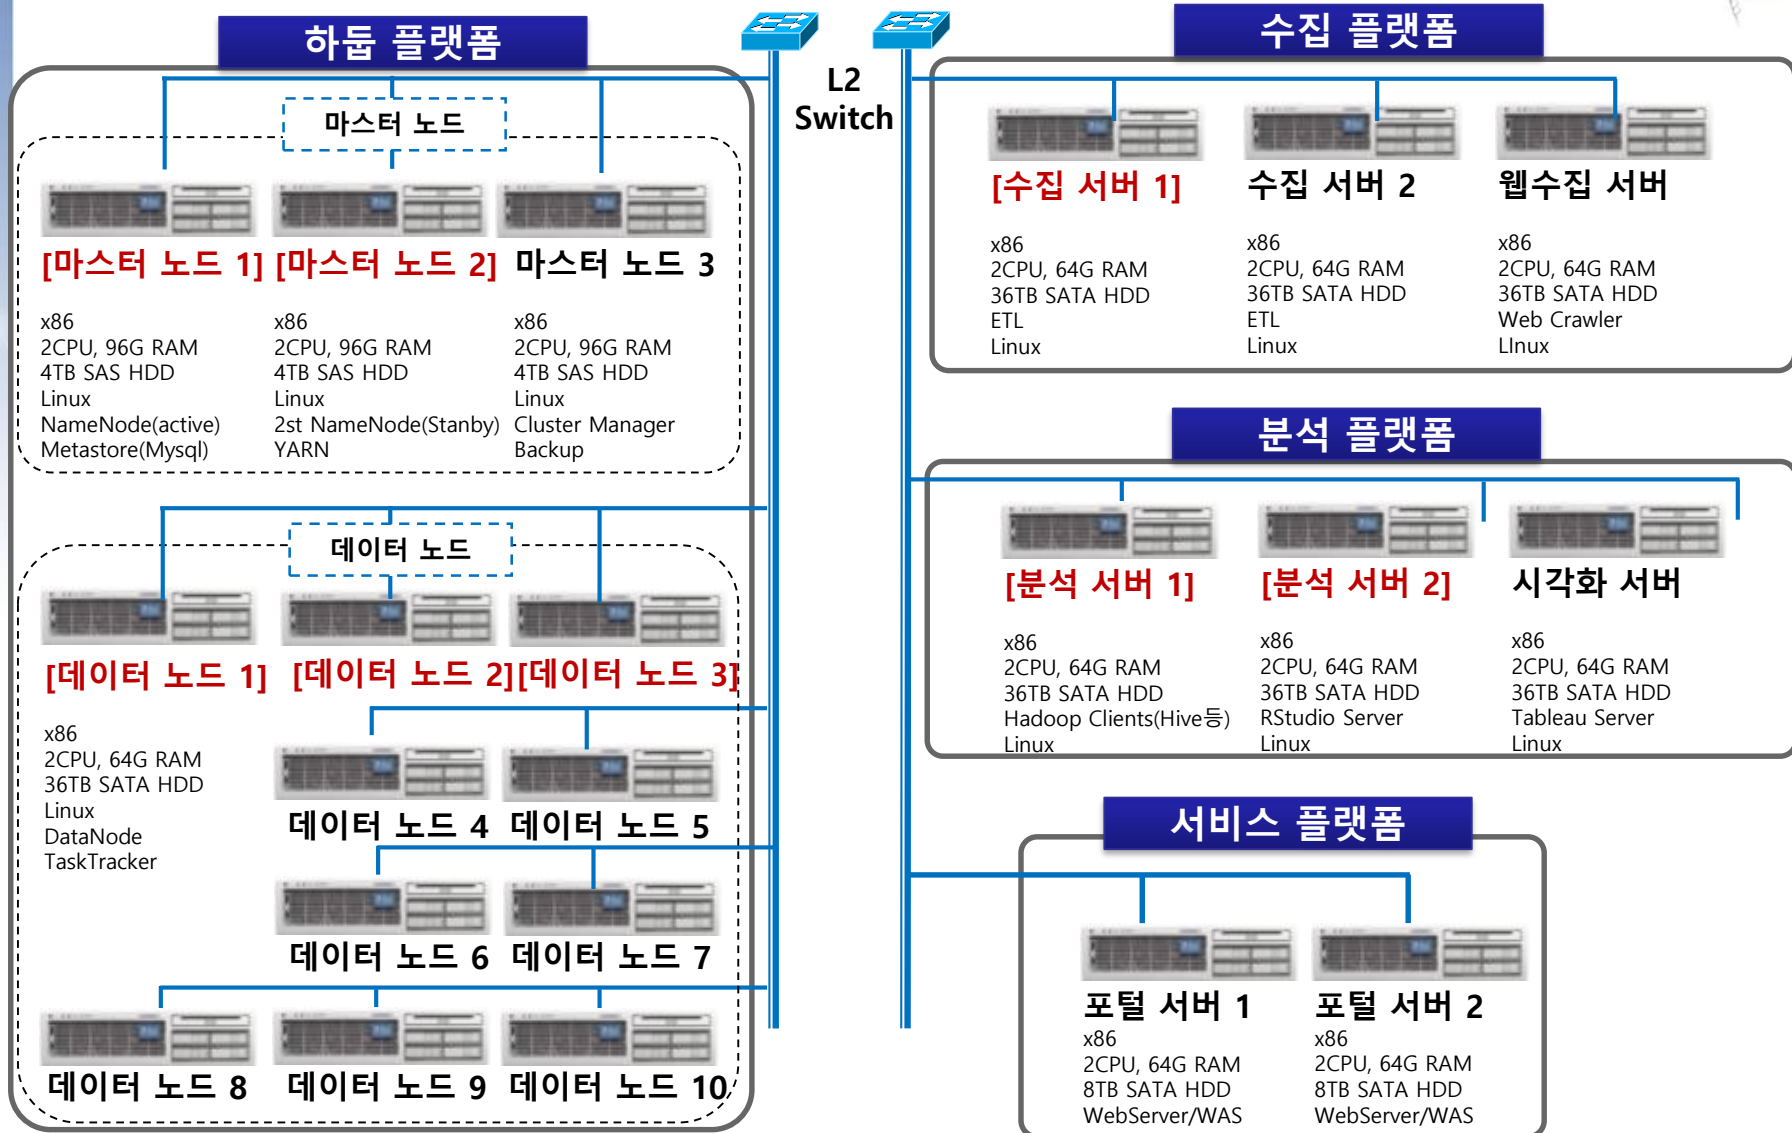 하둡 플랫폼
마스터 노드
[마스터 노드 1]
x86
2CPU, 96G RAM
4TB SAS HDD
Linux
NameNode(active)
Metastore(Mysql)
[마스터 노드 2]
x86
2CPU, 96G RAM
4TB SAS HDD
Linux
2st NameNode(Stanby)
YARN
마스터 노드 3
x86
2CPU, 96G RAM
4TB SAS HDD
Linux
Cluster Manager
Backup
데이터 노드
[데이터 노드 1]
[데이터 노드 2]
[데이터 노드 3]
x86
2CPU, 64G RAM
36TB SATA HDD
Linux
DataNode
TaskTracker
데이터 노드 4
데이터 노드 5
데이터 노드 6
데이터 노드 7
데이터 노드 8
데이터 노드 9
데이터 노드 10
L2
Switch
수집 플랫폼
[수집 서버 1]
x86
2CPU, 64G RAM
36TB SATA HDD
ETL
Linux
수집 서버 2
x86
2CPU, 64G RAM
36TB SATA HDD
ETL
Linux
웹수집 서버
x86
2CPU, 64G RAM
36TB SATA HDD
Web Crawler
LInux
분석 플랫폼
[분석 서버 1]
x86
2CPU, 64G RAM
36TB SATA HDD
Hadoop Clients(Hive등)
Linux
[분석 서버 2]
x86
2CPU, 64G RAM
36TB SATA HDD
RStudio Server
Linux
시각화 서버
x86
2CPU, 64G RAM
36TB SATA HDD
Tableau Server
Linux
서비스 플랫폼
포털 서버 1
x86
2CPU, 64G RAM
8TB SATA HDD
WebServer/WAS
포털 서버 2
x86
2CPU, 64G RAM
8TB SATA HDD
WebServer/WAS